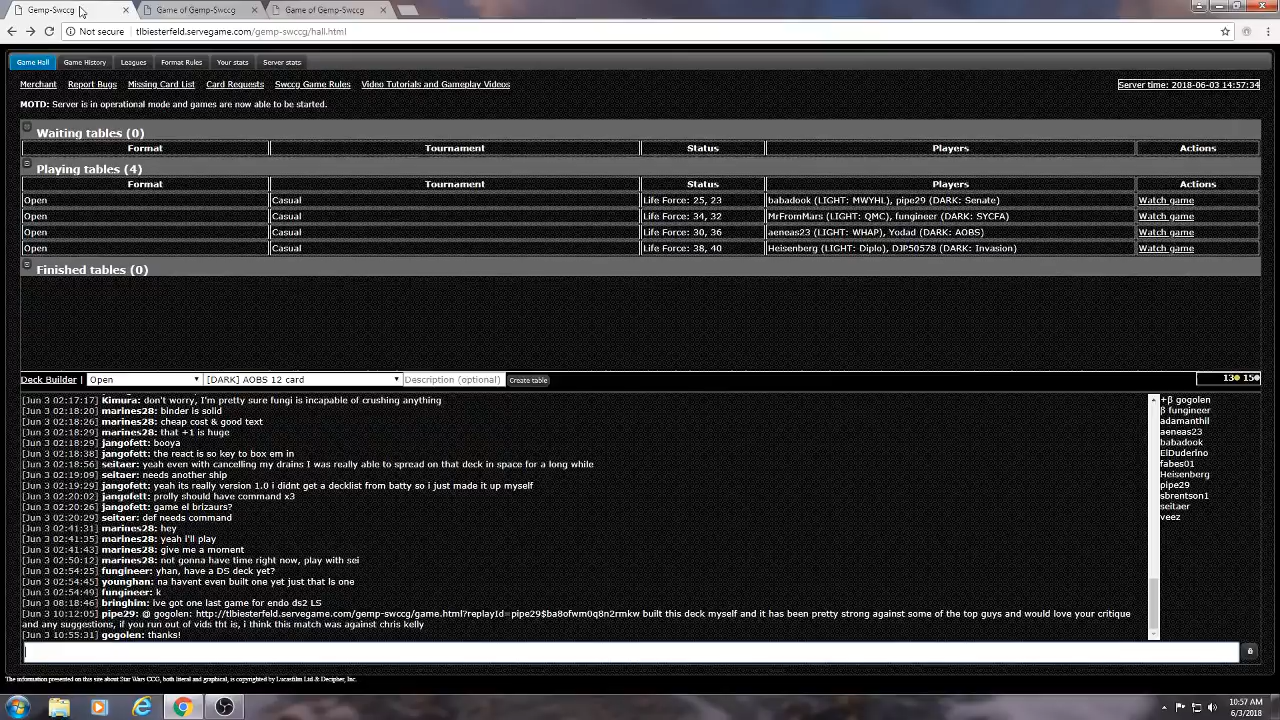 Gemp-Swccg
Game of Gemp-Swccg
Game of Gemp-Swccg
Not secure
tlbiesterfeld.servegame.com/gemp-swccg/hall.html
Game Hall Game History Leagues Format Rules Your stats Server stats
Merchant Report Bugs Missing Card List Card Requests Swccg Game Rules Video Tutorials and Gameplay Videos
Server time: 2018-06-03 14:57:34
MOTD: Server is in operational mode and games are now able to be started.
Waiting tables (0)
Format Tournament Status Players Actions
Playing tables (4)
Format Tournament Status Players Actions
Open Casual Life Force: 25, 23 babadook (LIGHT: MWYHL), pipe29 (DARK: Senate) Watch game
Open Casual Life Force: 34, 32 MrFromMars (LIGHT: QMC), fungineer (DARK: SYCFA) Watch game
Open Casual Life Force: 30, 36 aeneas23 (LIGHT: WHAP), Yodad (DARK: AOBS) Watch game
Open Casual Life Force: 38, 40 Heisenberg (LIGHT: Diplo), DJP50578 (DARK: Invasion) Watch game
Finished tables (0)
Deck Builder | Open [DARK] AOBS 12 card Description (optional) Create table
13 15
[Jun 3 02:17:17] Kimura: don't worry, I'm pretty sure fungi is incapable of crushing anything
[Jun 3 02:18:20] marines28: binder is solid
[Jun 3 02:18:26] marines28: cheap cost & good text
[Jun 3 02:18:29] marines28: that +1 is huge
[Jun 3 02:18:29] jangofett: booya
[Jun 3 02:18:38] jangofett: the react is so key to box em in
[Jun 3 02:18:56] seitaer: yeah even with cancelling my drains I was really able to spread on that deck in space for a long while
[Jun 3 02:19:09] seitaer: needs another ship
[Jun 3 02:19:29] jangofett: yeah its really version 1.0 i didnt get a decklist from batty so i just made it up myself
[Jun 3 02:20:02] jangofett: prolly should have command x3
[Jun 3 02:20:26] jangofett: game el brizaurs?
[Jun 3 02:20:29] seitaer: def needs command
[Jun 3 02:41:31] marines28: hey
[Jun 3 02:41:35] marines28: yeah i'll play
[Jun 3 02:41:43] marines28: give me a moment
[Jun 3 02:50:12] marines28: not gonna have time right now, play with sei
[Jun 3 02:54:25] fungineer: yhan, have a DS deck yet?
[Jun 3 02:54:45] younghan: na havent even built one yet just that ls one
[Jun 3 02:54:49] fungineer: k
[Jun 3 08:18:46] bringhim: ive got one last game for endo ds2 LS
[Jun 3 10:12:05] pipe29: @ gogolen: http://tlbiesterfeld.servegame.com/gemp-swccg/game.html?replayId=pipe29$ba8ofwm0q8n2rmkw built this deck myself and it has been pretty strong against some of the top guys and would love your critique
and any suggestions, if you run out of vids tht is, i think this match was against chris kelly
[Jun 3 10:55:31] gogolen: thanks!
+β gogolen
β fungineer
adamanthil
aeneas23
babadook
ElDuderino
fabes01
Heisenberg
pipe29
sbrentson1
seitaer
veez
The information presented on this site about Star Wars CCG, both literal and graphical, is copyrighted by Lucasfilm Ltd & Decipher, Inc.
10:57 AM
6/3/2018